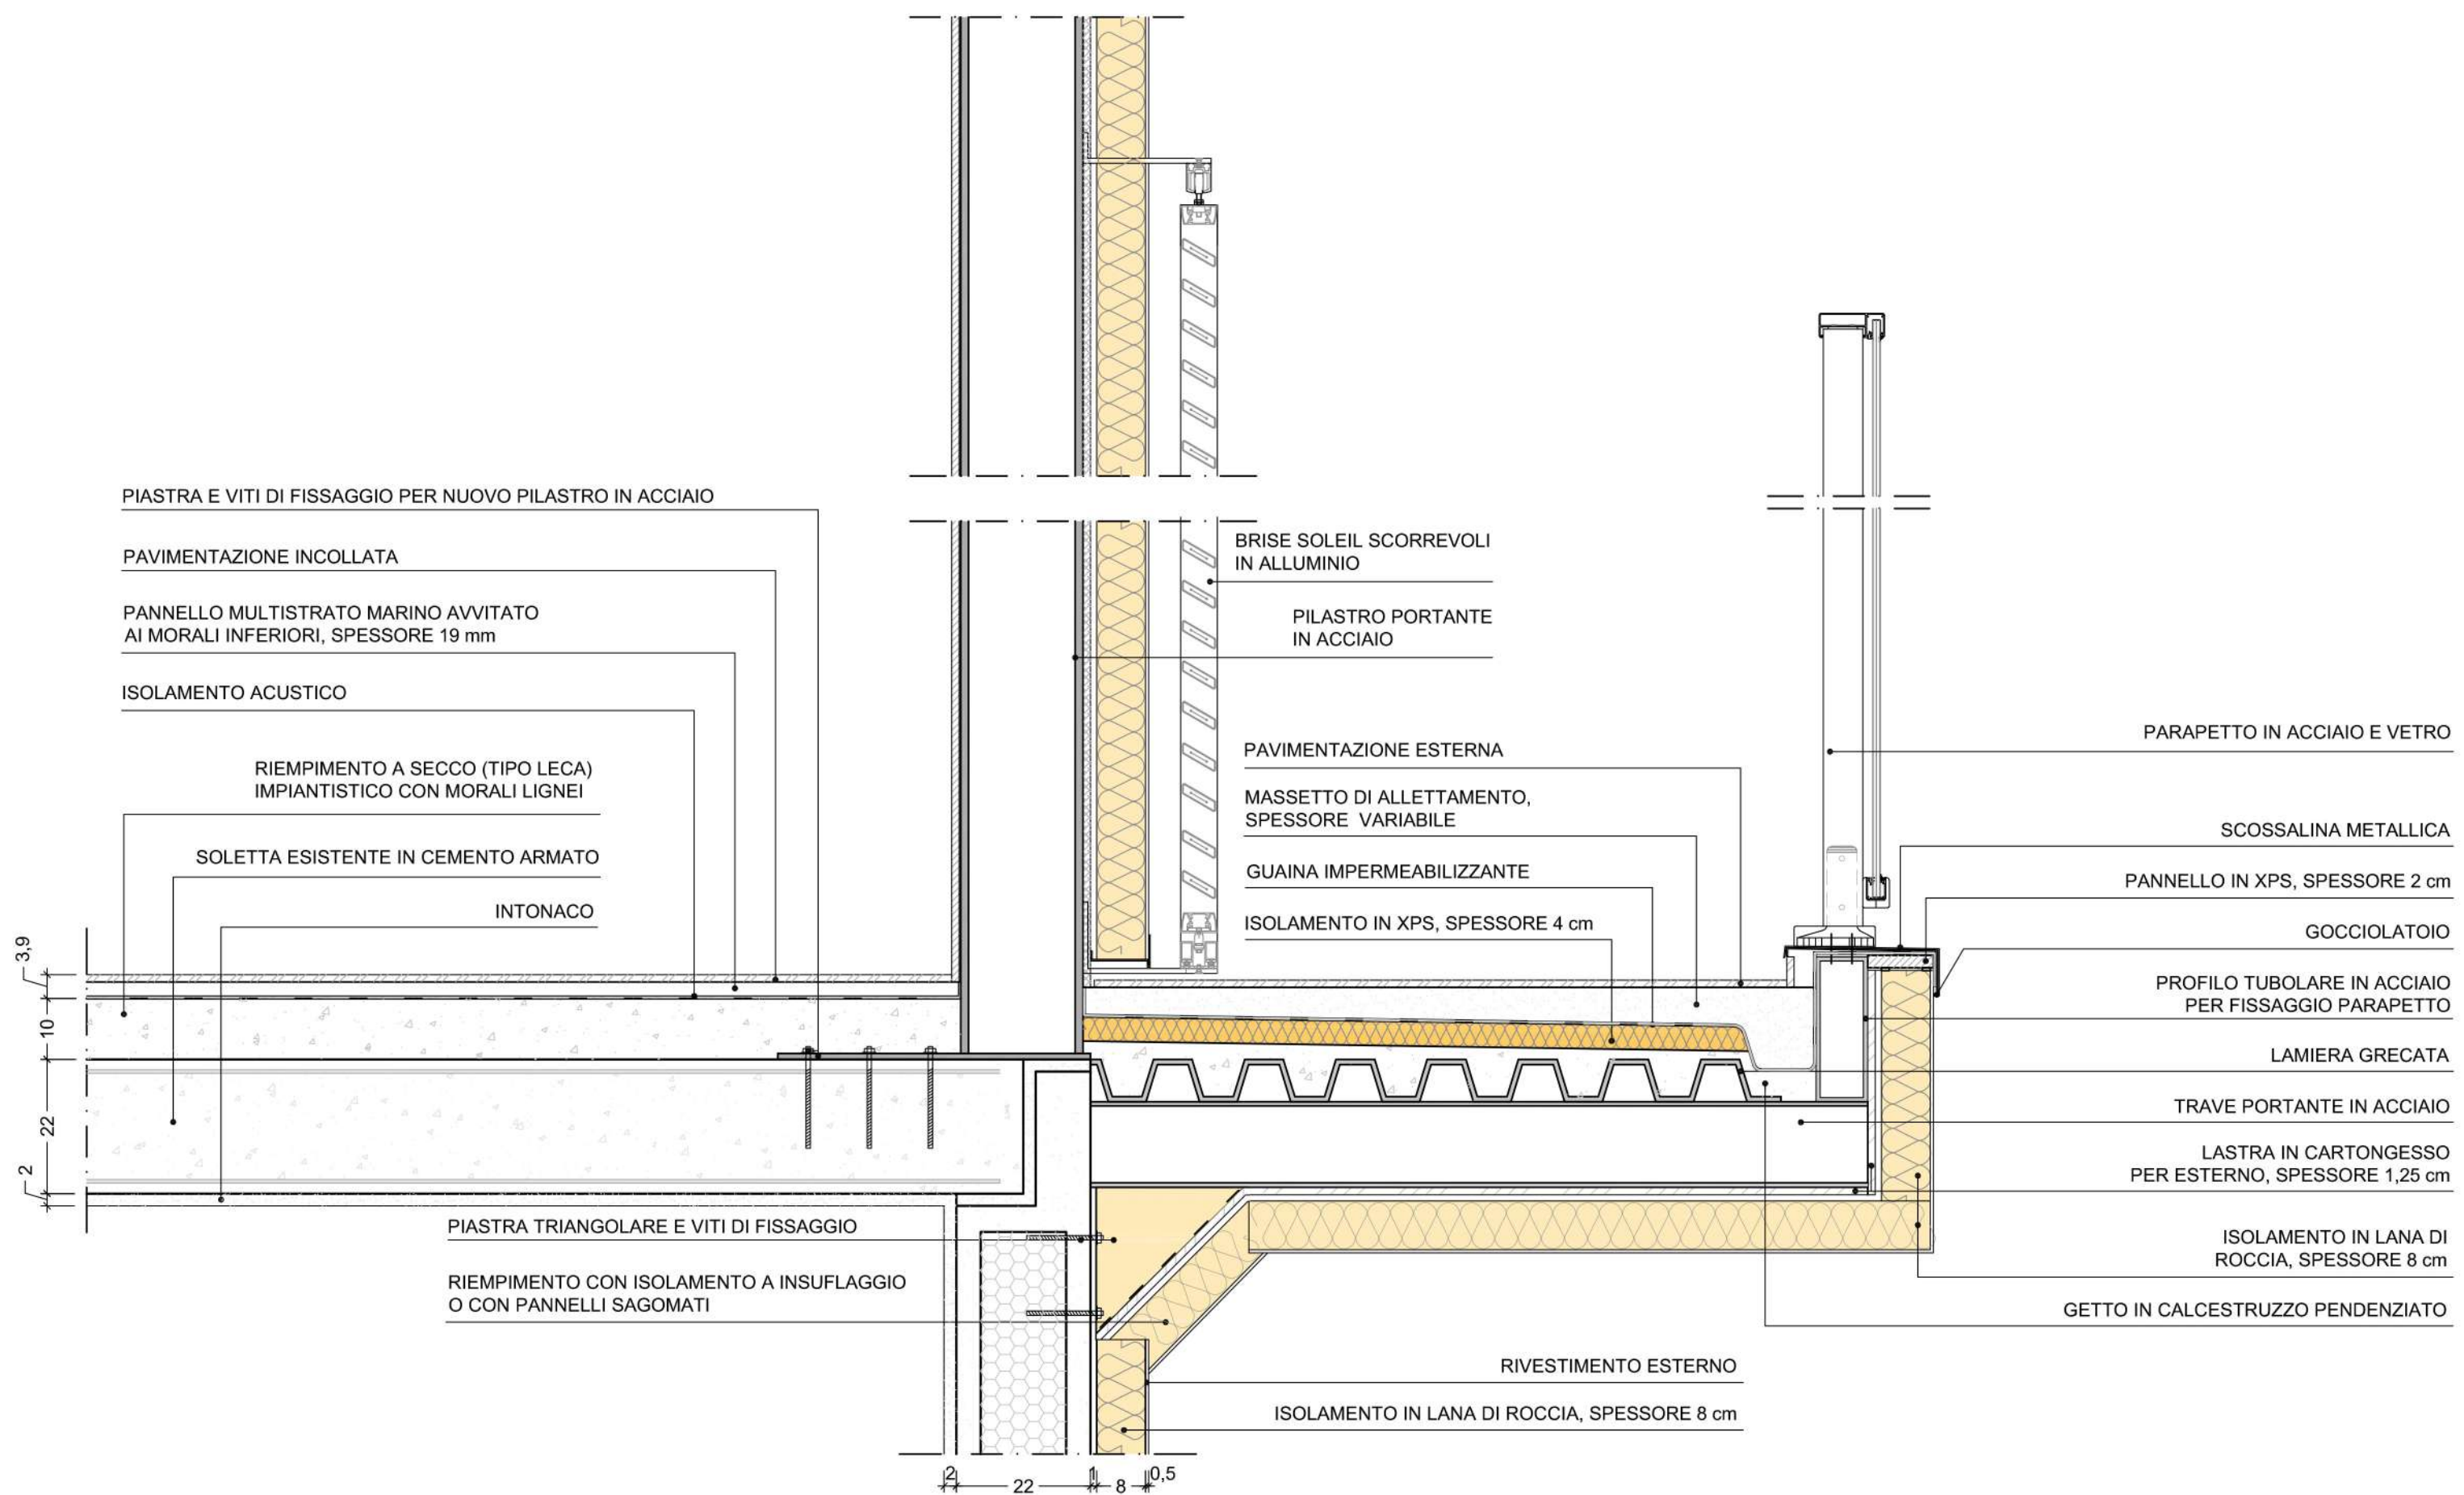 PIASTRA E VITI DI FISSAGGIO PER NUOVO PILASTRO IN ACCIAIO
PAVIMENTAZIONE INCOLLATA
PANNELLO MULTISTRATO MARINO AVVITATO
AI MORALI INFERIORI, SPESSORE 19 mm
ISOLAMENTO ACUSTICO
RIEMPIMENTO A SECCO (TIPO LECA)
IMPIANTISTICO CON MORALI LIGNEI
SOLETTA ESISTENTE IN CEMENTO ARMATO
INTONACO
3,9
10
22
2
PIASTRA TRIANGOLARE E VITI DI FISSAGGIO
RIEMPIMENTO CON ISOLAMENTO A INSUFLAGGIO
O CON PANNELLI SAGOMATI
BRISE SOLEIL SCORREVOLI
IN ALLUMINIO
PILASTRO PORTANTE
IN ACCIAIO
PAVIMENTAZIONE ESTERNA
MASSETTO DI ALLETTAMENTO,
SPESSORE VARIABILE
GUAINA IMPERMEABILIZZANTE
ISOLAMENTO IN XPS, SPESSORE 4 cm
PARAPETTO IN ACCIAIO E VETRO
SCOSSALINA METALLICA
PANNELLO IN XPS, SPESSORE 2 cm
GOCCIOLATOIO
PROFILO TUBOLARE IN ACCIAIO
PER FISSAGGIO PARAPETTO
LAMIERA GRECATA
TRAVE PORTANTE IN ACCIAIO
LASTRA IN CARTONGESSO
PER ESTERNO, SPESSORE 1,25 cm
ISOLAMENTO IN LANA DI
ROCCIA, SPESSORE 8 cm
GETTO IN CALCESTRUZZO PENDENZIATO
RIVESTIMENTO ESTERNO
ISOLAMENTO IN LANA DI ROCCIA, SPESSORE 8 cm
2 22 1 8 0,5